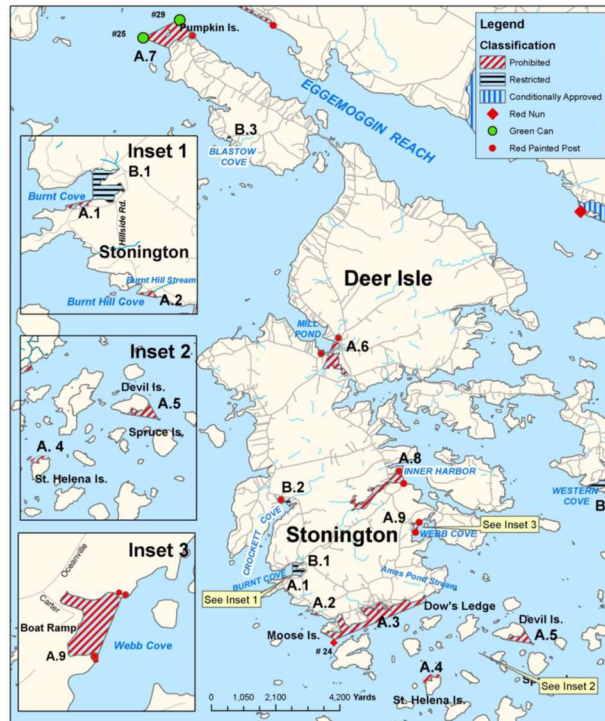 #29
#25
Pumpkin Is.
A.7
EGGEMOGGIN REACH
B.3
BLASTOW
COVE
Legend
Classification
Prohibited
Restricted
Conditionally Approved
Red Nun
Green Can
Red Painted Post
Inset 1
Burnt Cove
B.1
A.1
Hillside Rd.
Stonington
Burnt Hill Stream
Burnt Hill Cove
A.2
Deer Isle
MILL
POND
A.6
Inset 2
Devil Is.
A.5
Spruce Is.
A. 4
St. Helena Is.
A.8
INNER HARBOR
B.2
CROCKETT COVE
A.9
WEBB COVE
See Inset 3
WESTERN
COVE
B
Stonington
BURNT COVE
B.1
A.1
See Inset 1
Ames Pond Stream
A.2
A.3
Dow's Ledge
Moose Is.
# 24
Devil Is.
A.5
A.4
St. Helena Is.
Sp
See Inset 2
Inset 3
Oceanville
Carter
Boat Ramp
A.9
Webb Cove
0 1,050 2,100 4,200 Yards